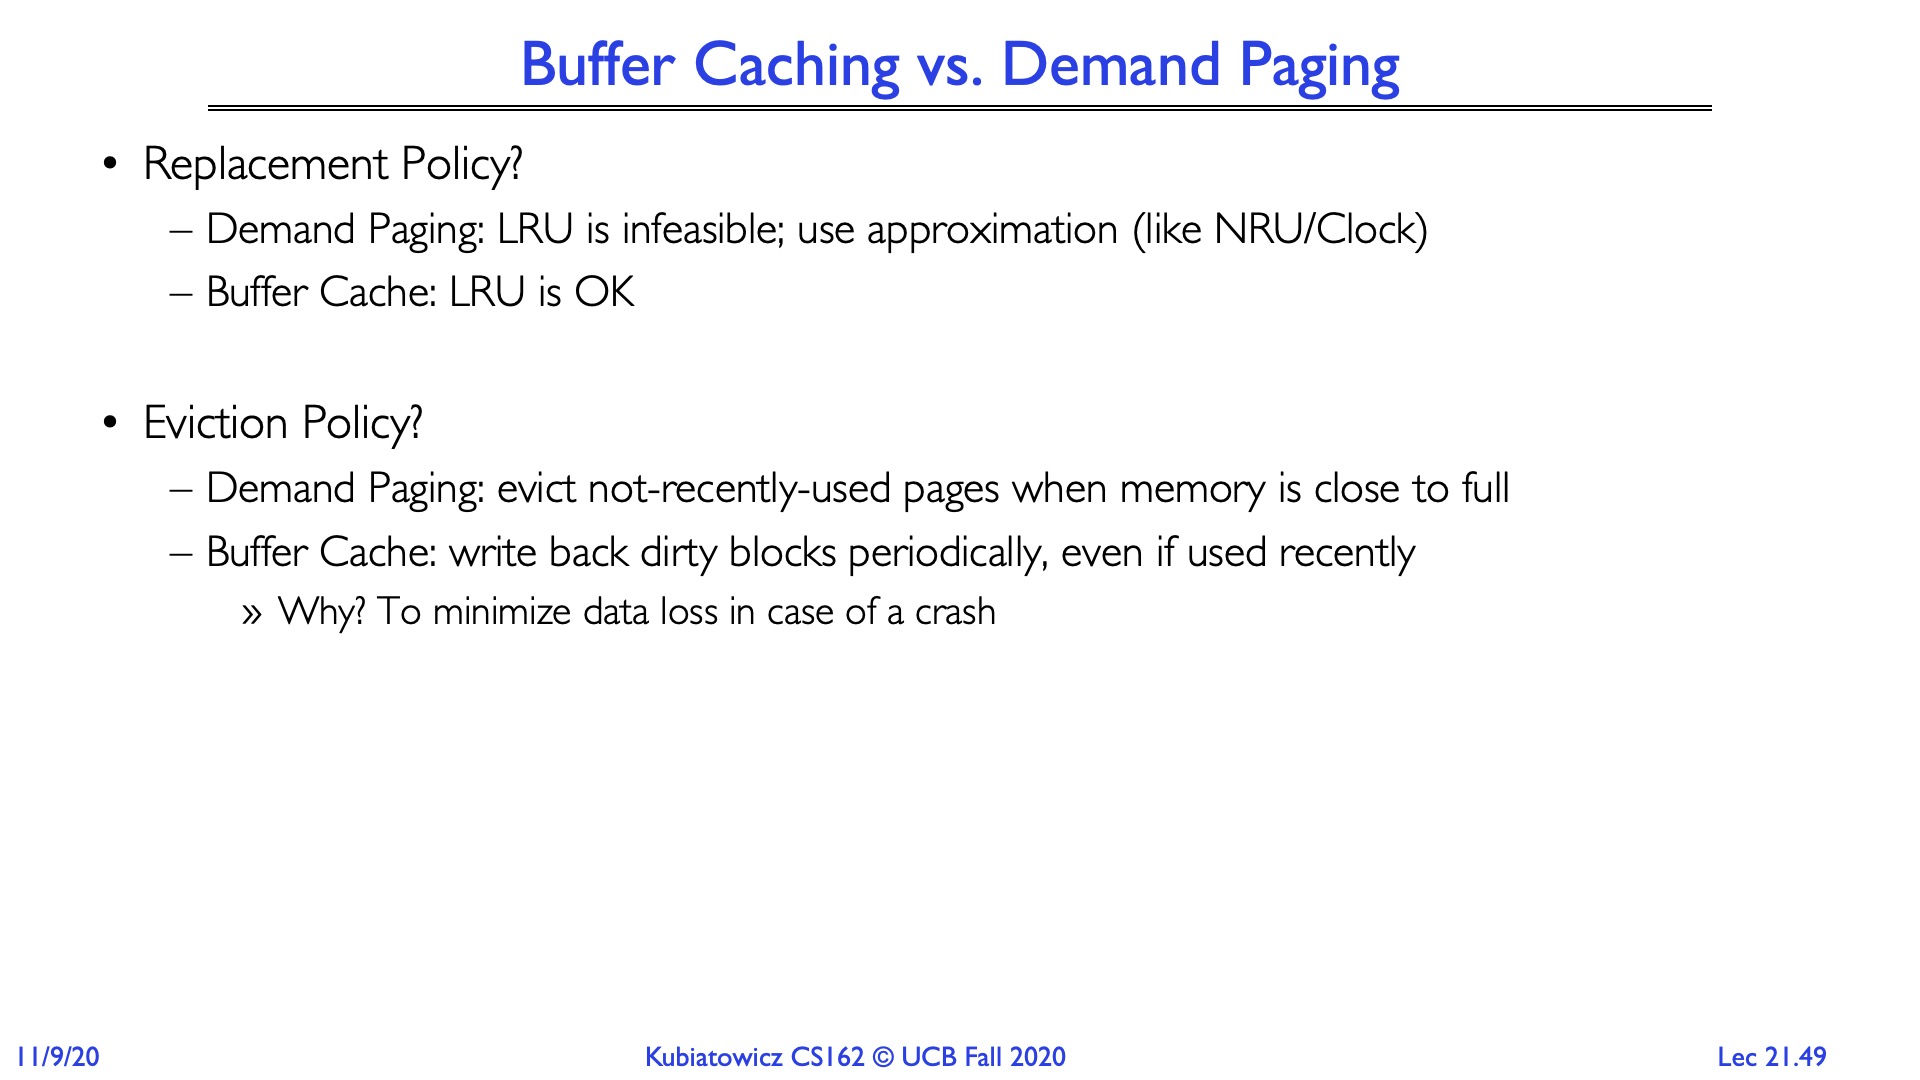 Buffer Caching vs. Demand Paging
• Replacement Policy?
– Demand Paging: LRU is infeasible; use approximation (like NRU/Clock)
– Buffer Cache: LRU is OK
• Eviction Policy?
– Demand Paging: evict not-recently-used pages when memory is close to full
– Buffer Cache: write back dirty blocks periodically, even if used recently
» Why? To minimize data loss in case of a crash
11/9/20
Kubiatowicz CS162 © UCB Fall 2020
Lec 21.49